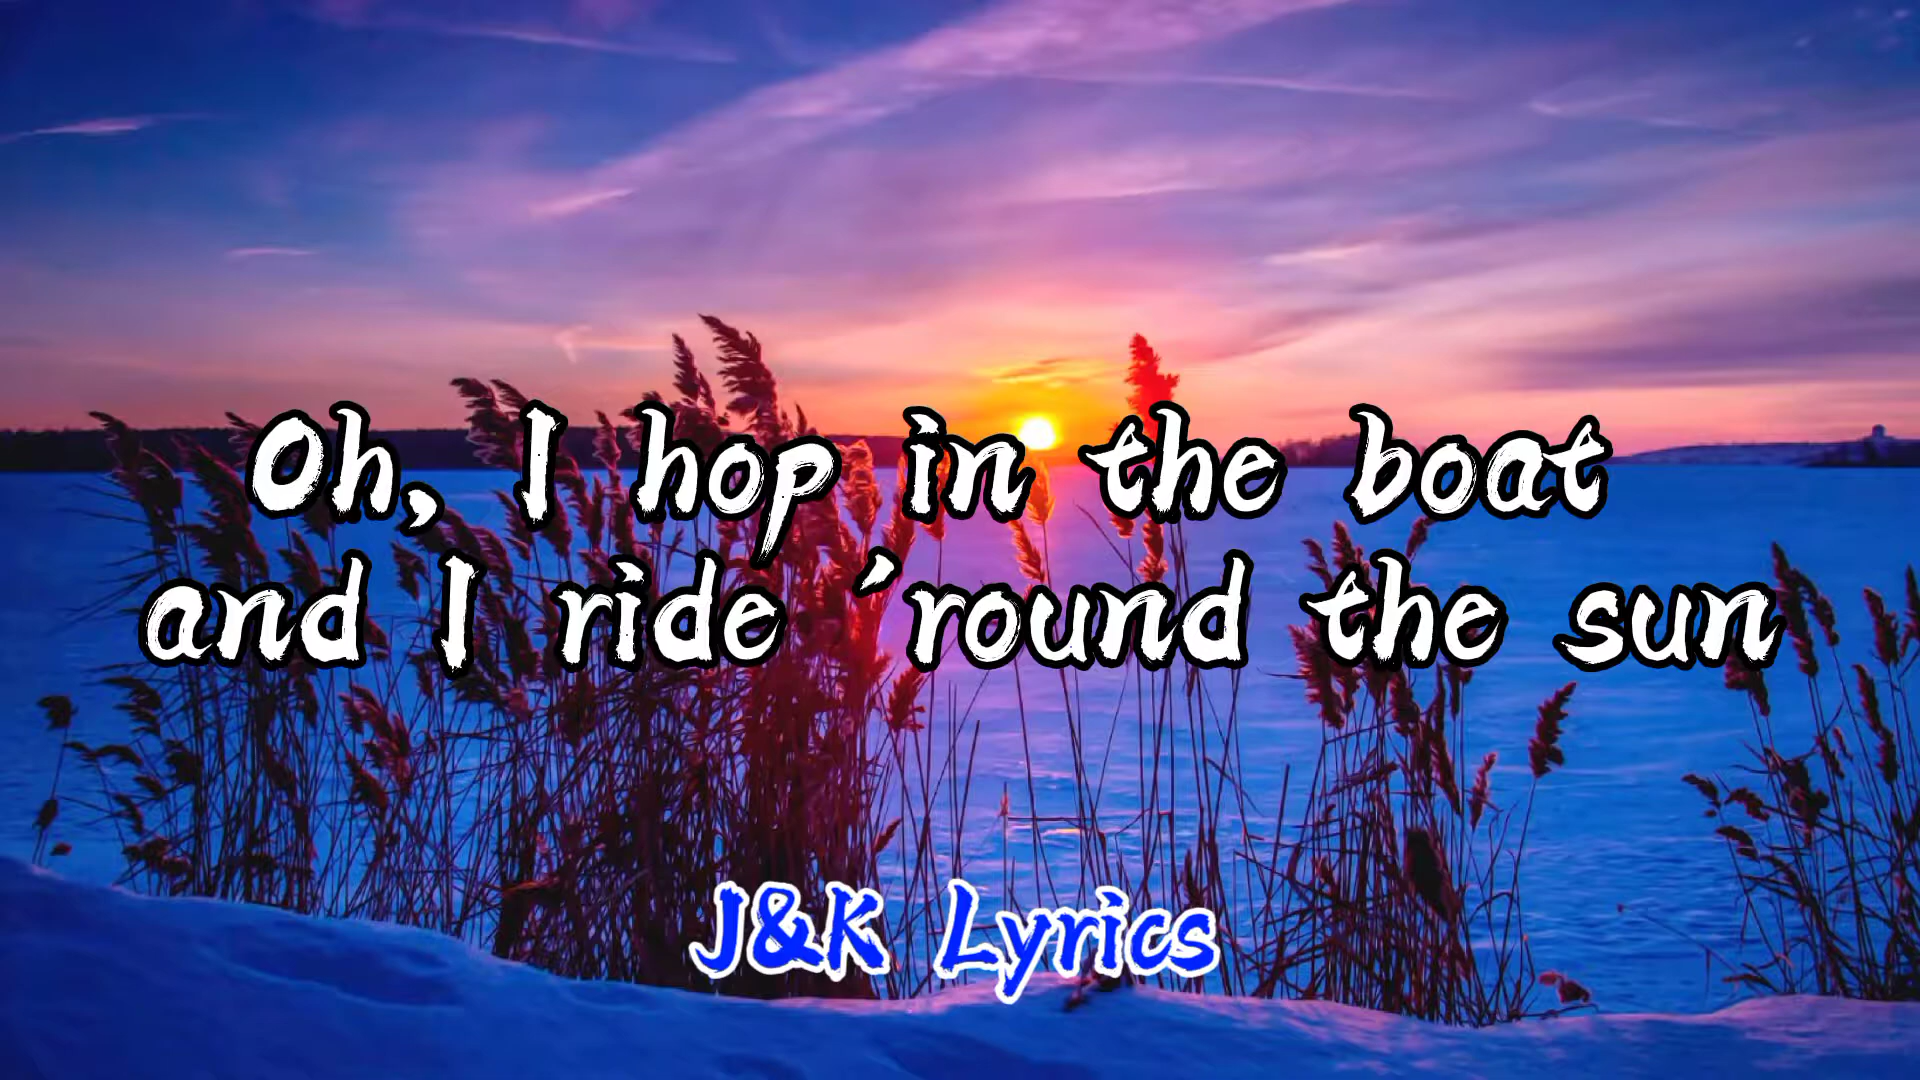 Oh, I hop in the boat
and I ride ´round the sun
J&K Lyrics